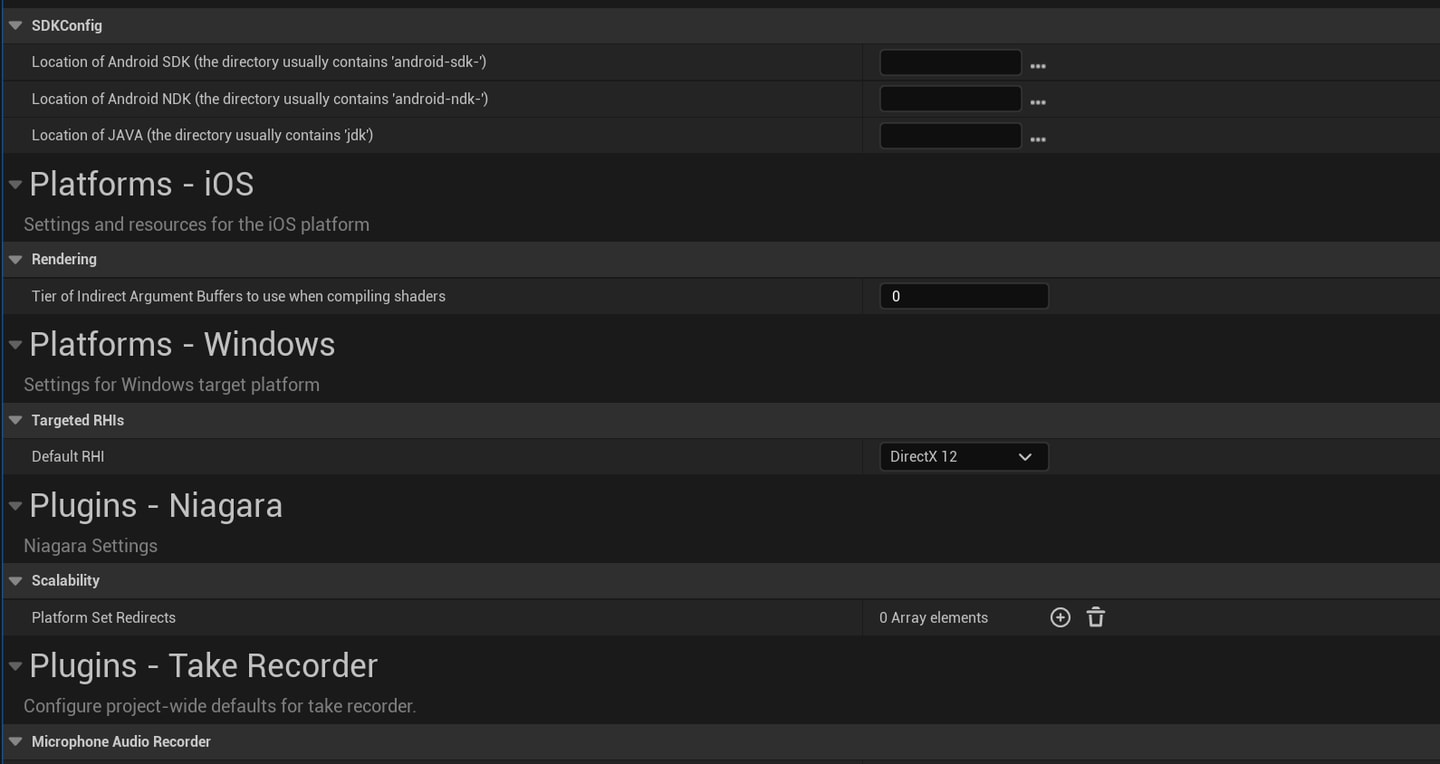 SDKConfig
Location of Android SDK (the directory usually contains 'android-sdk-')
Location of Android NDK (the directory usually contains 'android-ndk-')
Location of JAVA (the directory usually contains 'jdk')
Platforms - iOS
Settings and resources for the iOS platform
Rendering
Tier of Indirect Argument Buffers to use when compiling shaders 0
Platforms - Windows
Settings for Windows target platform
Targeted RHIs
Default RHI DirectX 12
Plugins - Niagara
Niagara Settings
Scalability
Platform Set Redirects 0 Array elements
Plugins - Take Recorder
Configure project-wide defaults for take recorder.
Microphone Audio Recorder